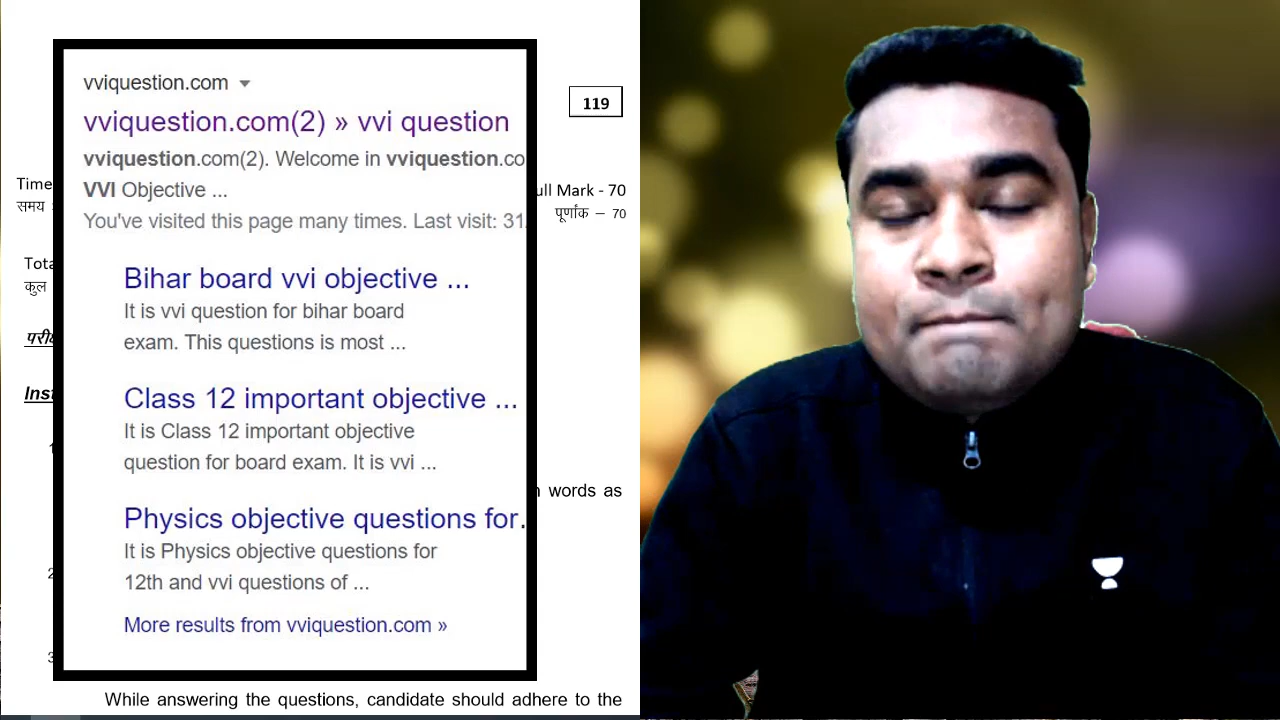 vviquestion.com
vviquestion.com(2) » vvi question
vviquestion.com(2). Welcome in vviquestion.co
VVI Objective ...
You've visited this page many times. Last visit: 31
Bihar board vvi objective ...
It is vvi question for bihar board
exam. This questions is most ...
Class 12 important objective ...
It is Class 12 important objective
question for board exam. It is vvi ...
Physics objective questions for.
It is Physics objective questions for
12th and vvi questions of ...
More results from vviquestion.com »
119
Time
समय
ull Mark - 70
पूर्णांक – 70
Tota
कुल
परी
Inst
words as
2
3
While answering the questions, candidate should adhere to the